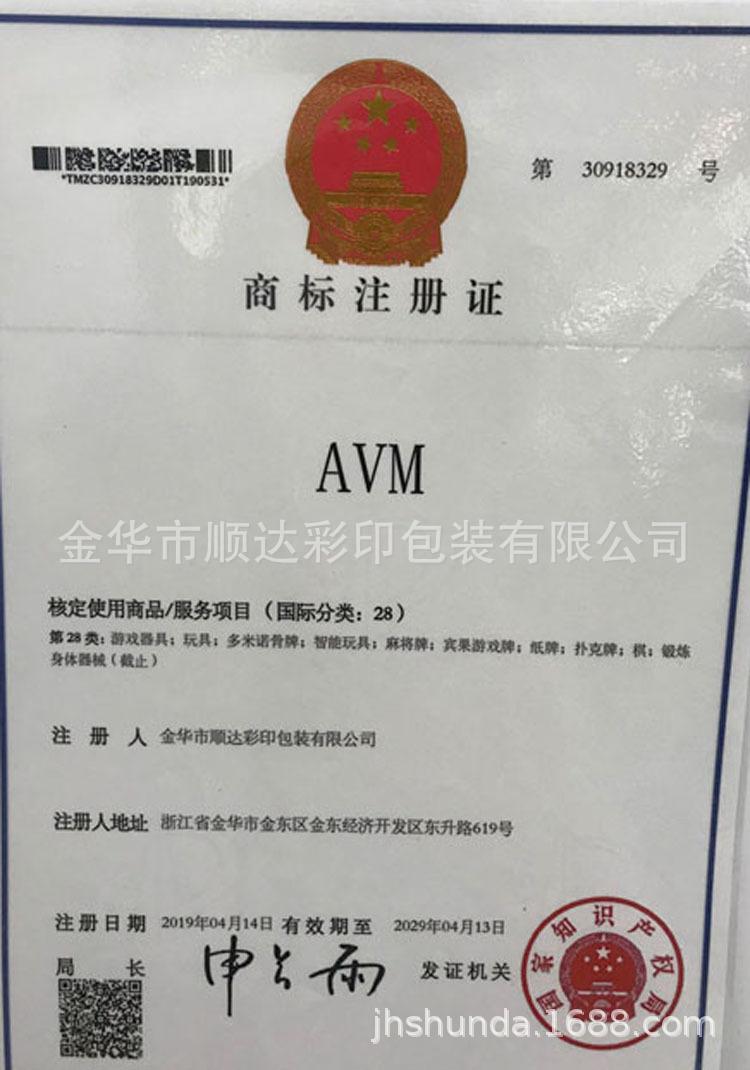 *TMZC30918329D01T190531*
第 30918329 号
商标注册证
AVM
金华市顺达彩印包装有限公司
核定使用商品/服务项目（国际分类：28）
第28类：游戏器具；玩具；多米诺骨牌；智能玩具；麻将牌；宾果游戏牌；纸牌；扑克牌；棋；锻炼
身体器械（截止）
注册人 金华市顺达彩印包装有限公司
注册人地址 浙江省金华市金东区金东经济开发区东升路619号
注册日期 2019年04月14日 有效期至 2029年04月13日
局长 申长雨 发证机关
国家知识产权局
jhshunda.1688.com